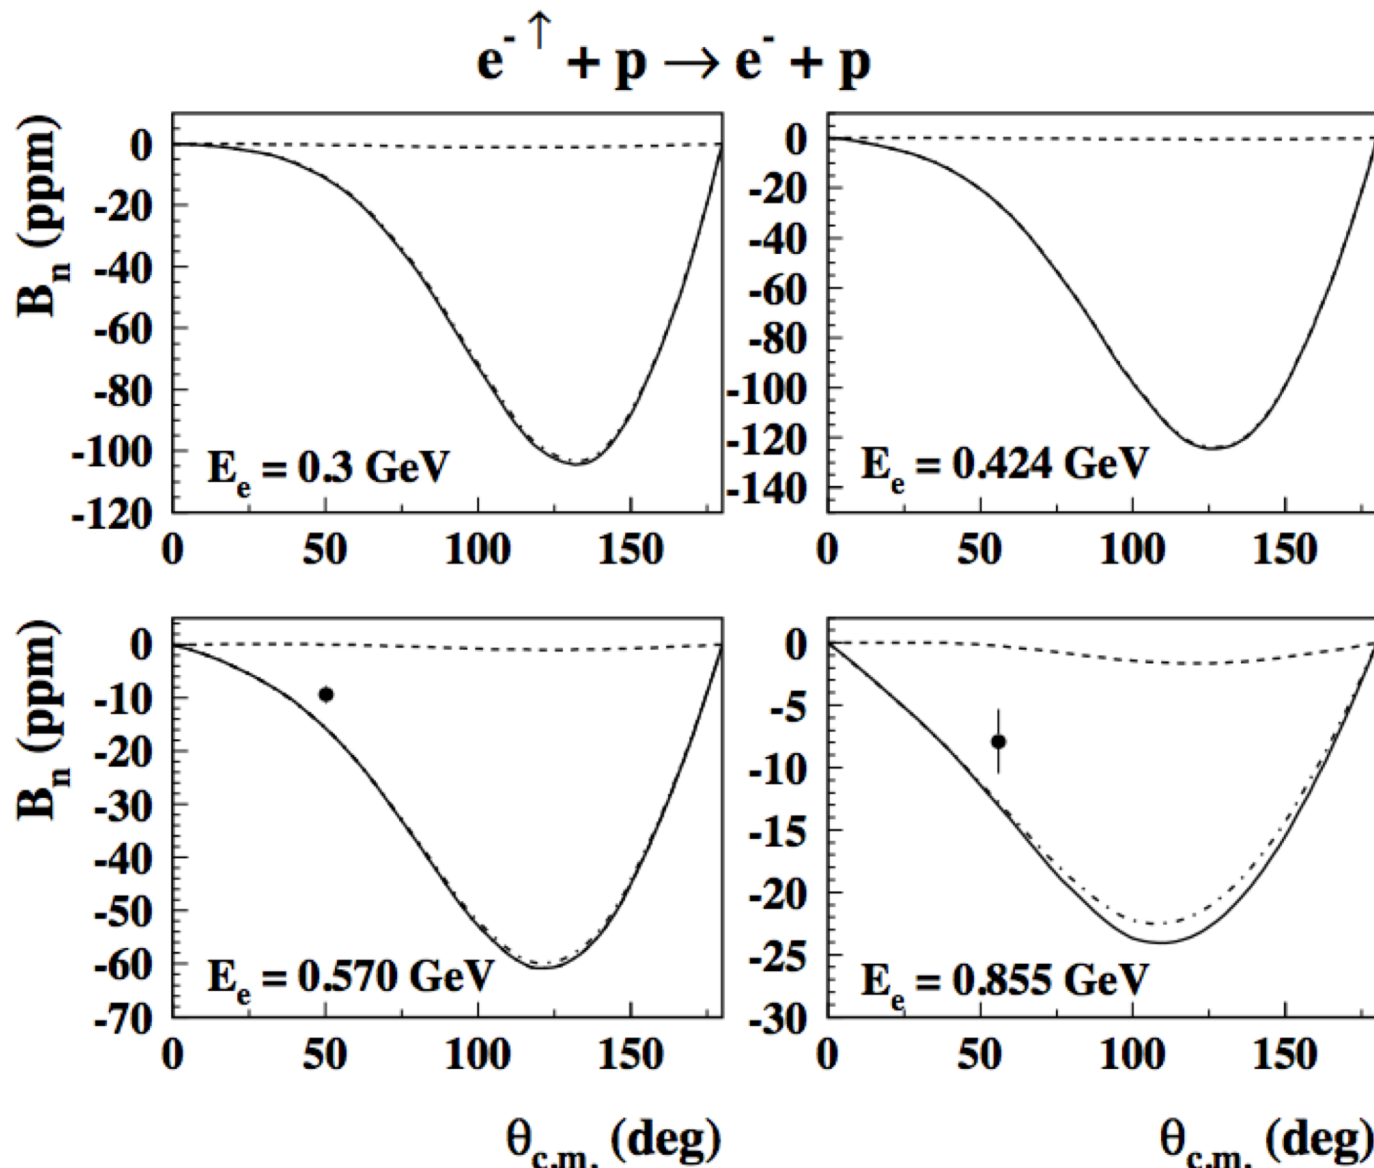 e⁻ ↑ + p → e⁻ + p
Bₙ (ppm)
0
-20
-40
-60
-80
-100
-120
Eₑ = 0.3 GeV
0 50 100 150
0
-20
-40
-60
-80
-100
-120
-140
Eₑ = 0.424 GeV
0 50 100 150
Bₙ (ppm)
0
-10
-20
-30
-40
-50
-60
-70
Eₑ = 0.570 GeV
0 50 100 150
θc.m. (deg)
0
-5
-10
-15
-20
-25
-30
Eₑ = 0.855 GeV
0 50 100 150
θc.m. (deg)